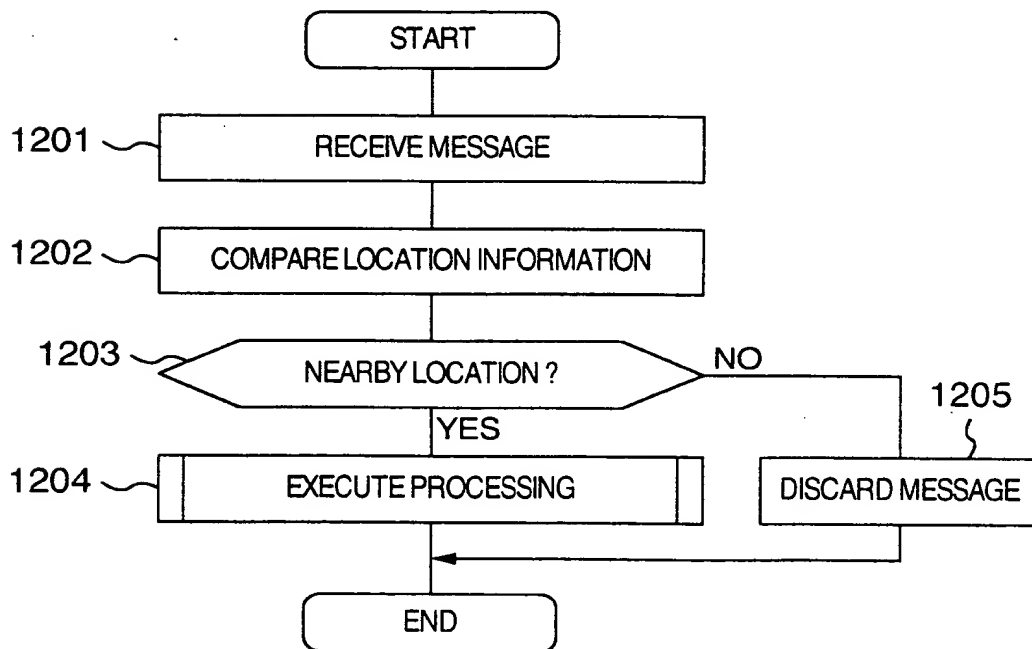 START
1201
RECEIVE MESSAGE
1202
COMPARE LOCATION INFORMATION
1203
NEARBY LOCATION ?
NO
YES
1205
1204
EXECUTE PROCESSING
DISCARD MESSAGE
END